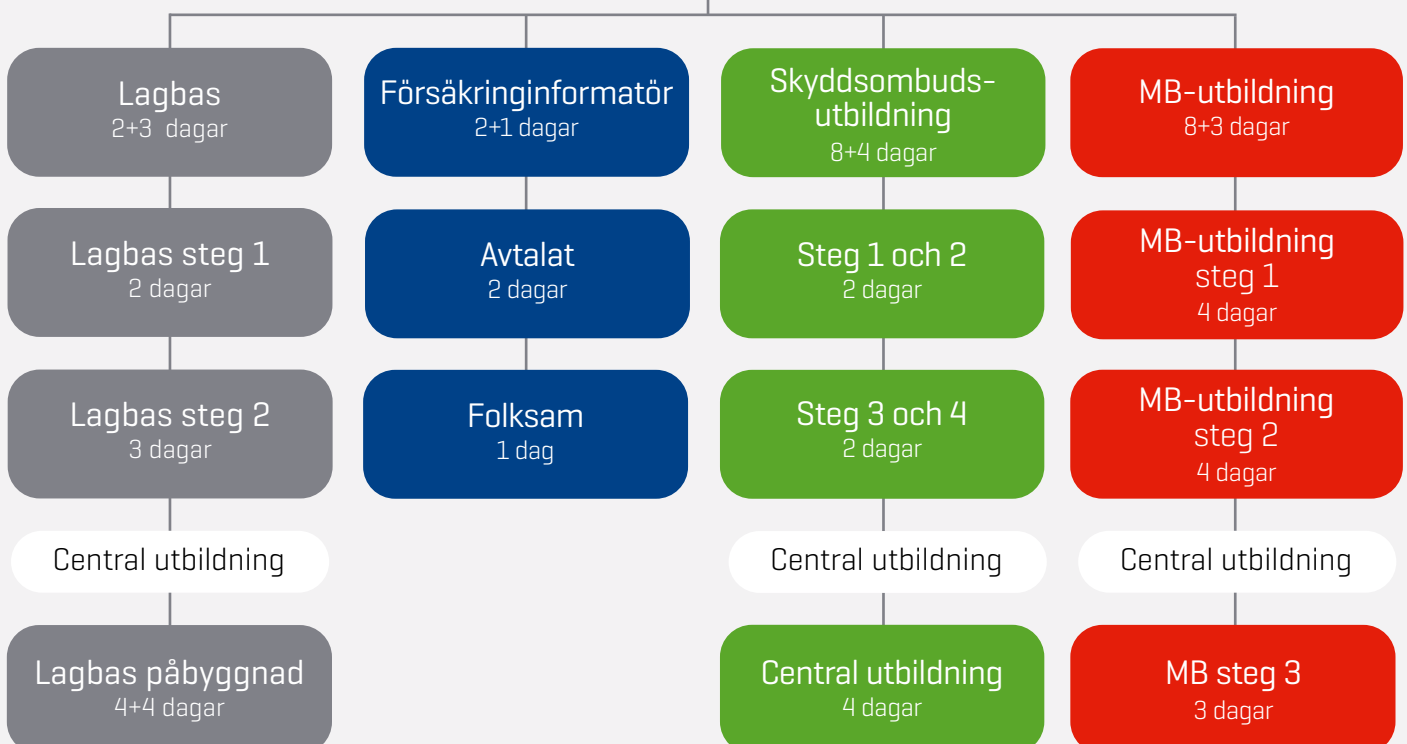 Lagbas
2+3 dagar
Försäkringinformatör
2+1 dagar
Skyddsombuds-
utbildning
8+4 dagar
MB-utbildning
8+3 dagar
Lagbas steg 1
2 dagar
Avtalat
2 dagar
Steg 1 och 2
2 dagar
MB-utbildning
steg 1
4 dagar
Lagbas steg 2
3 dagar
Folksam
1 dag
Steg 3 och 4
2 dagar
MB-utbildning
steg 2
4 dagar
Central utbildning
Central utbildning
Central utbildning
Lagbas påbyggnad
4+4 dagar
Central utbildning
4 dagar
MB steg 3
3 dagar